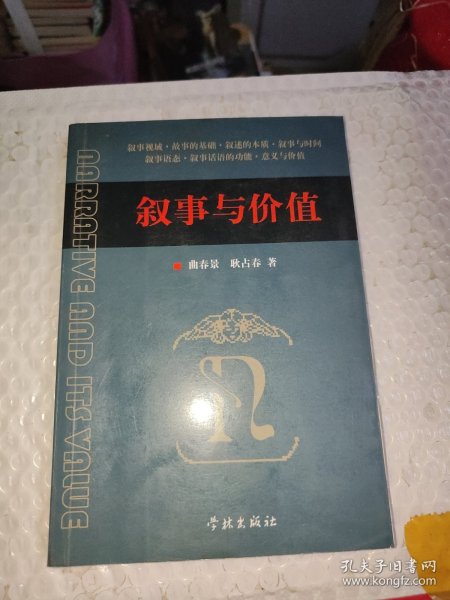 叙事视域·故事的基础·叙述的本质·叙事与时间
叙事语态·叙事话语的功能·意义与价值
叙事与价值
曲春景 耿占春 著
NARRATIVE AND ITS VALUE
学林出版社
孔夫子旧书网
www.kongfz.com